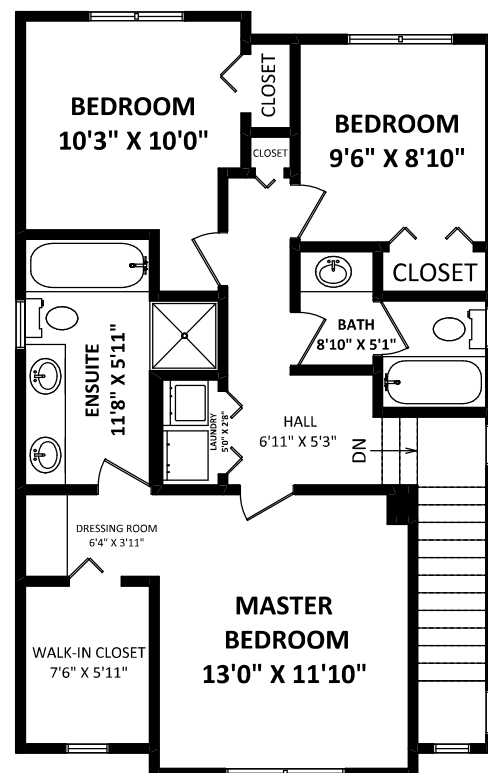 BEDROOM
10'3" X 10'0"
CLOSET
CLOSET
BEDROOM
9'6" X 8'10"
CLOSET
BATH
8'10" X 5'1"
ENSUITE
11'8" X 5'11"
LAUNDRY
5'0" X 2'8"
HALL
6'11" X 5'3"
DN
DRESSING ROOM
6'4" X 3'11"
WALK-IN CLOSET
7'6" X 5'11"
MASTER
BEDROOM
13'0" X 11'10"